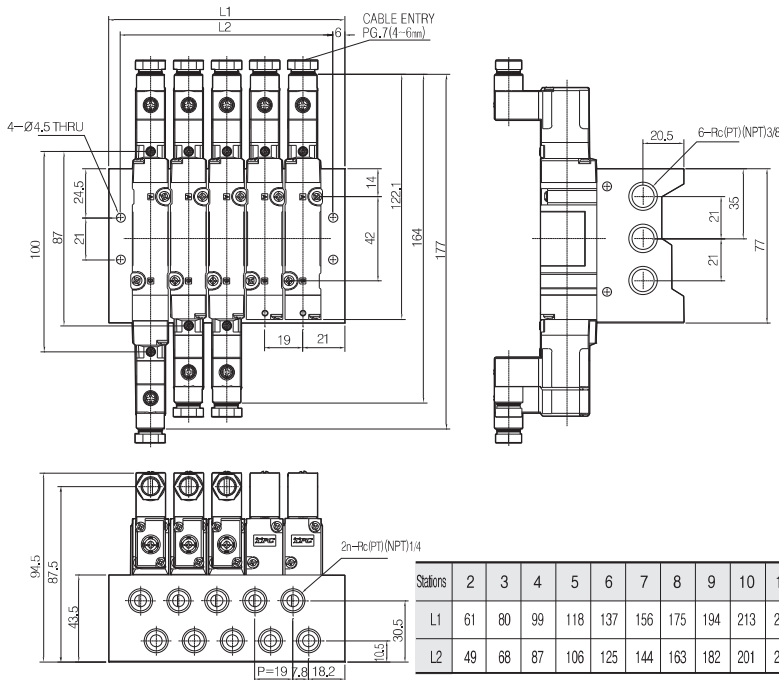 L1
L2
6
CABLE ENTRY
PG.7(4~6mm)
4-Ø4.5 THRU
24.5
21
87
100
14
42
122.1
164
177
19
21
20.5
6-Rc(PT)(NPT)3/8
21
21
35
77
94.5
87.5
43.5
2n-Rc(PT)(NPT)1/4
30.5
10.5
P=19
7.8
18.2
Stations 2 3 4 5 6 7 8 9 10
L1 61 80 99 118 137 156 175 194 213
L2 49 68 87 106 125 144 163 182 201